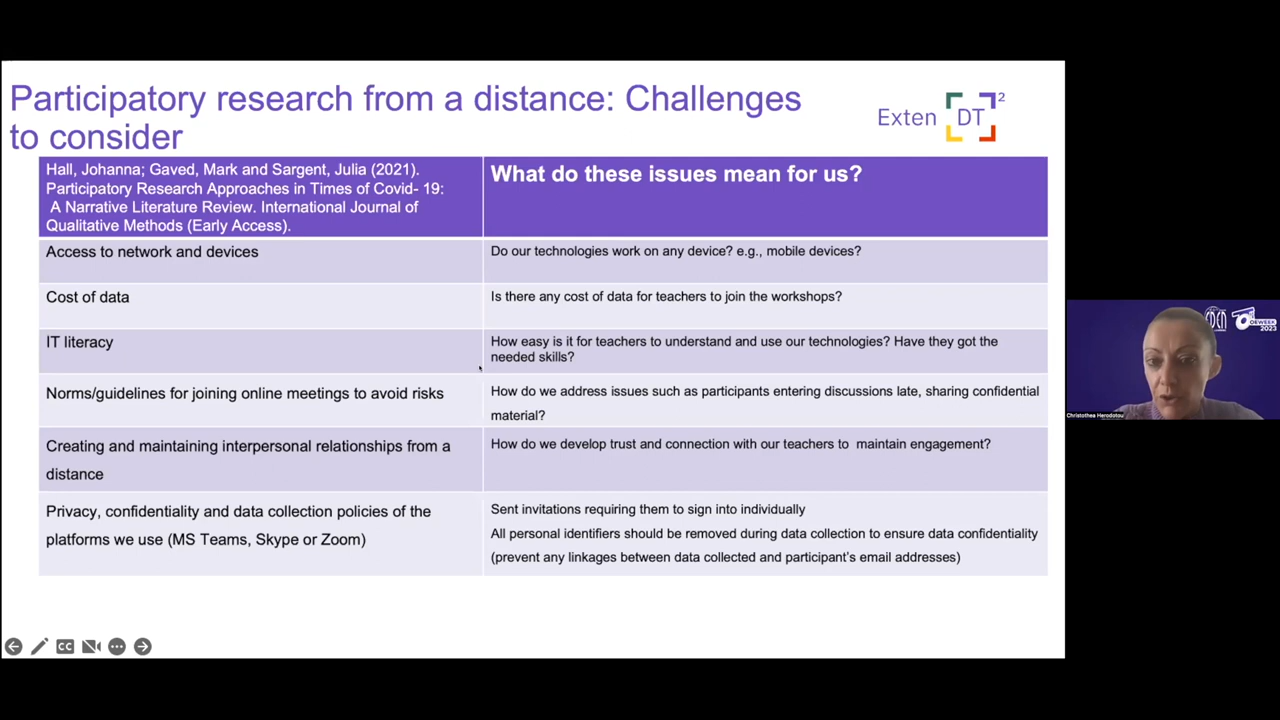 Participatory research from a distance: Challenges
to consider
Exten DT 2
Hall, Johanna; Gaved, Mark and Sargent, Julia (2021).
Participatory Research Approaches in Times of Covid- 19:
A Narrative Literature Review. International Journal of
Qualitative Methods (Early Access).
What do these issues mean for us?
Access to network and devices
Do our technologies work on any device? e.g., mobile devices?
Cost of data
Is there any cost of data for teachers to join the workshops?
IT literacy
How easy is it for teachers to understand and use our technologies? Have they got the
needed skills?
Norms/guidelines for joining online meetings to avoid risks
How do we address issues such as participants entering discussions late, sharing confidential
material?
Creating and maintaining interpersonal relationships from a
distance
How do we develop trust and connection with our teachers to  maintain engagement?
Privacy, confidentiality and data collection policies of the
platforms we use (MS Teams, Skype or Zoom)
Sent invitations requiring them to sign into individually
All personal identifiers should be removed during data collection to ensure data confidentiality
(prevent any linkages between data collected and participant's email addresses)
CC
EDEN
OEWEEK
2023
Christothea Herodotou